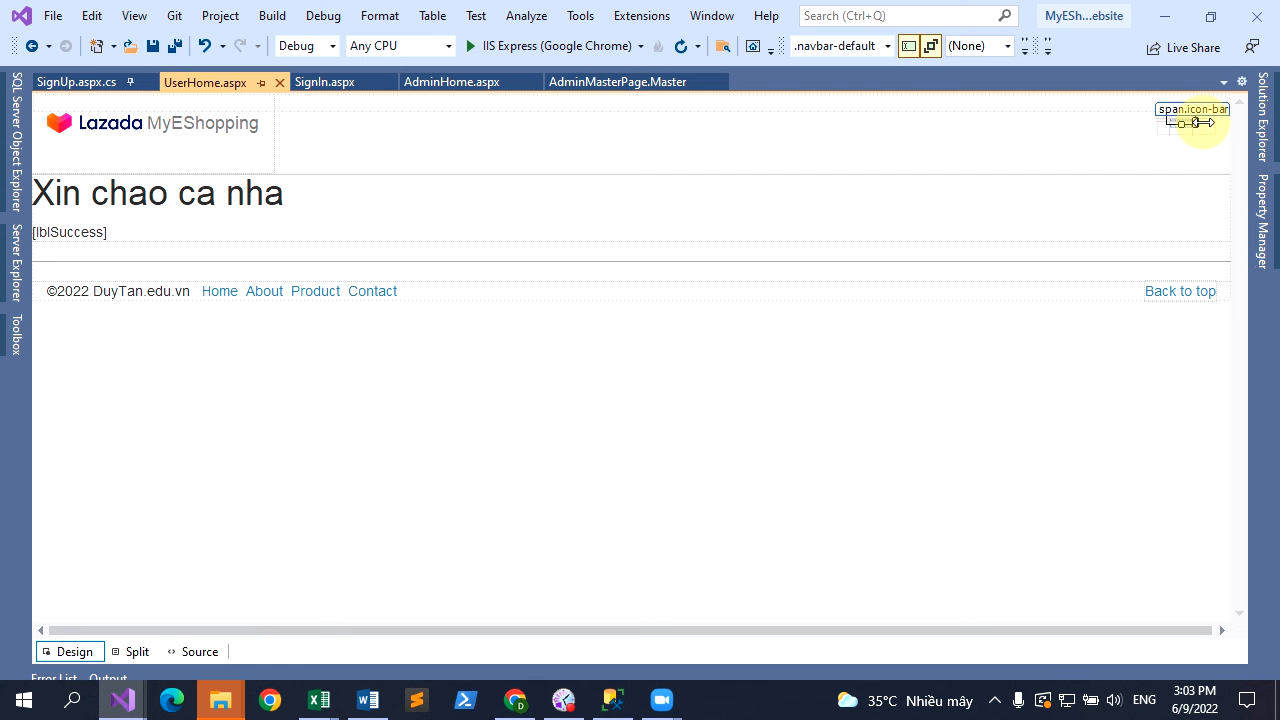 File Edit View Git Project Build Debug Format Table Test Analyze Tools Extensions Window Help Search (Ctrl+Q) MyESh...ebsite
Debug Any CPU IIS Express (Google Chrome) .navbar-default (None) Live Share
SignUp.aspx.cs UserHome.aspx SignIn.aspx AdminHome.aspx AdminMasterPage.Master
SQL Server Object Explorer
Server Explorer
Toolbox
Solution Explorer
Property Manager
span.icon-bar
Lazada MyEShopping
Xin chao ca nha
[lblSuccess]
©2022 DuyTan.edu.vn Home About Product Contact Back to top
Design Split Source
Error List Output
35°C Nhiều mây ENG 3:03 PM
6/9/2022